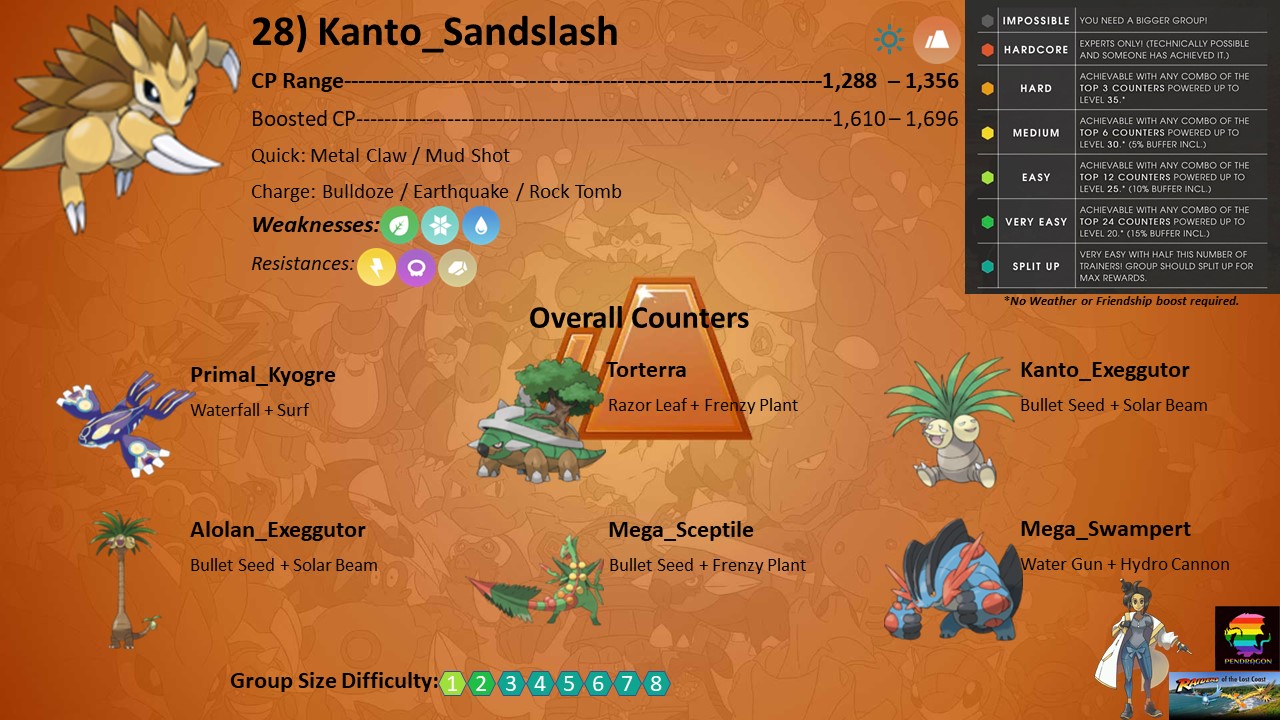 28) Kanto_Sandslash
CP Range--------------------------------------------------------------------------------1,288 – 1,356
Boosted CP-------------------------------------------------------------------------------1,610 – 1,696
Quick: Metal Claw / Mud Shot
Charge: Bulldoze / Earthquake / Rock Tomb
Weaknesses:
Resistances:
IMPOSSIBLE YOU NEED A BIGGER GROUP!
HARDCORE EXPERTS ONLY! (TECHNICALLY POSSIBLE
AND SOMEONE HAS ACHIEVED IT.)
HARD ACHIEVABLE WITH ANY COMBO OF THE
TOP 3 COUNTERS POWERED UP TO
LEVEL 35.*
MEDIUM ACHIEVABLE WITH ANY COMBO OF THE
TOP 6 COUNTERS POWERED UP TO
LEVEL 30.* (5% BUFFER INCL.)
EASY ACHIEVABLE WITH ANY COMBO OF THE
TOP 12 COUNTERS POWERED UP TO
LEVEL 25.* (10% BUFFER INCL.)
VERY EASY ACHIEVABLE WITH ANY COMBO OF THE
TOP 24 COUNTERS POWERED UP TO
LEVEL 20.* (15% BUFFER INCL.)
SPLIT UP VERY EASY WITH HALF THIS NUMBER OF
TRAINERS! GROUP SHOULD SPLIT UP FOR
MAX REWARDS.
*No Weather or Friendship boost required.
Overall Counters
Primal_Kyogre
Waterfall + Surf
Torterra
Razor Leaf + Frenzy Plant
Kanto_Exeggutor
Bullet Seed + Solar Beam
Alolan_Exeggutor
Bullet Seed + Solar Beam
Mega_Sceptile
Bullet Seed + Frenzy Plant
Mega_Swampert
Water Gun + Hydro Cannon
Group Size Difficulty: 1 2 3 4 5 6 7 8
PENDRAGON
RAIDERS of the Lost Coast